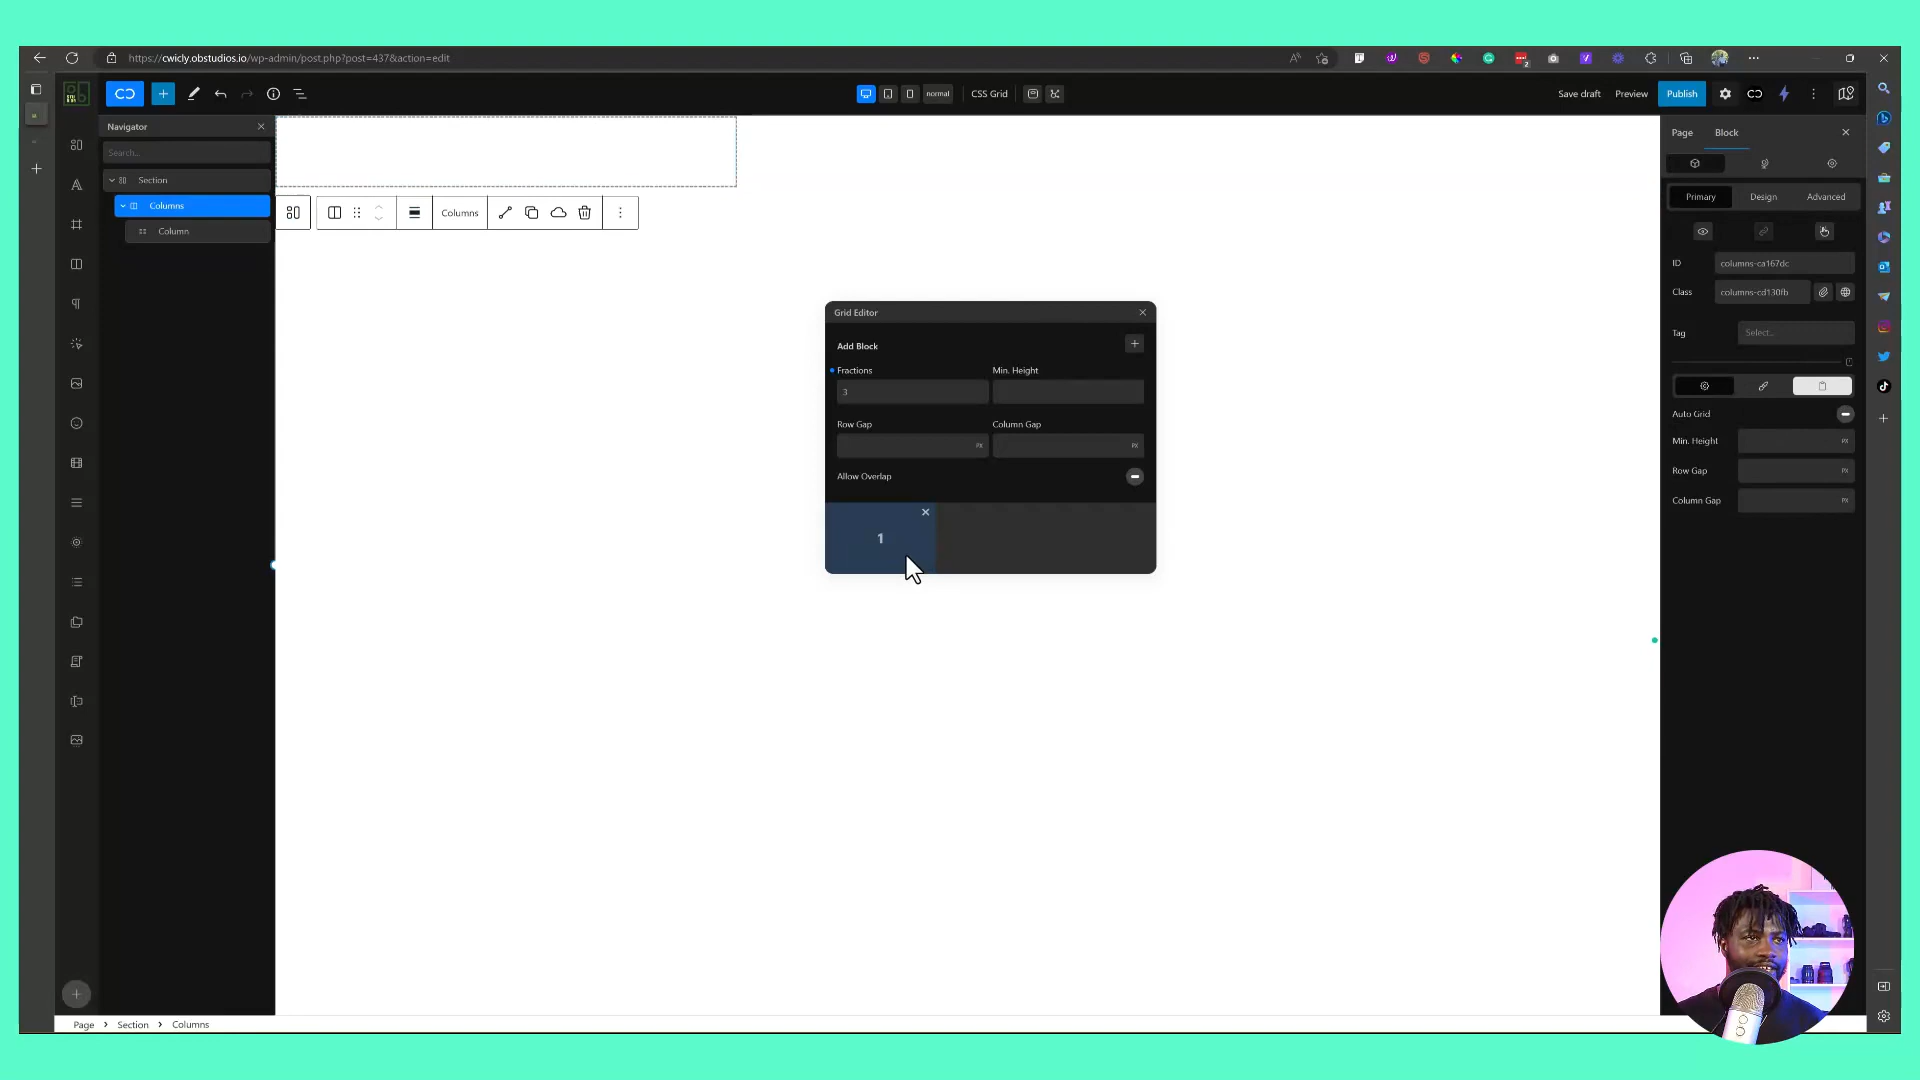 https://cwicly.obstudios.io/wp-admin/post.php?post=437&action=edit
normal
CSS Grid
Save draft
Preview
Publish
Navigator
Search...
Section
Columns
Column
Columns
Grid Editor
Add Block
Fractions
Min. Height
3
Row Gap
Column Gap
PX
PX
Allow Overlap
1
Page
Block
Primary
Design
Advanced
ID
columns-ca167dc
Class
columns-cd130fb
Tag
Select...
Auto Grid
Min. Height
PX
Row Gap
PX
Column Gap
PX
Page
Section
Columns